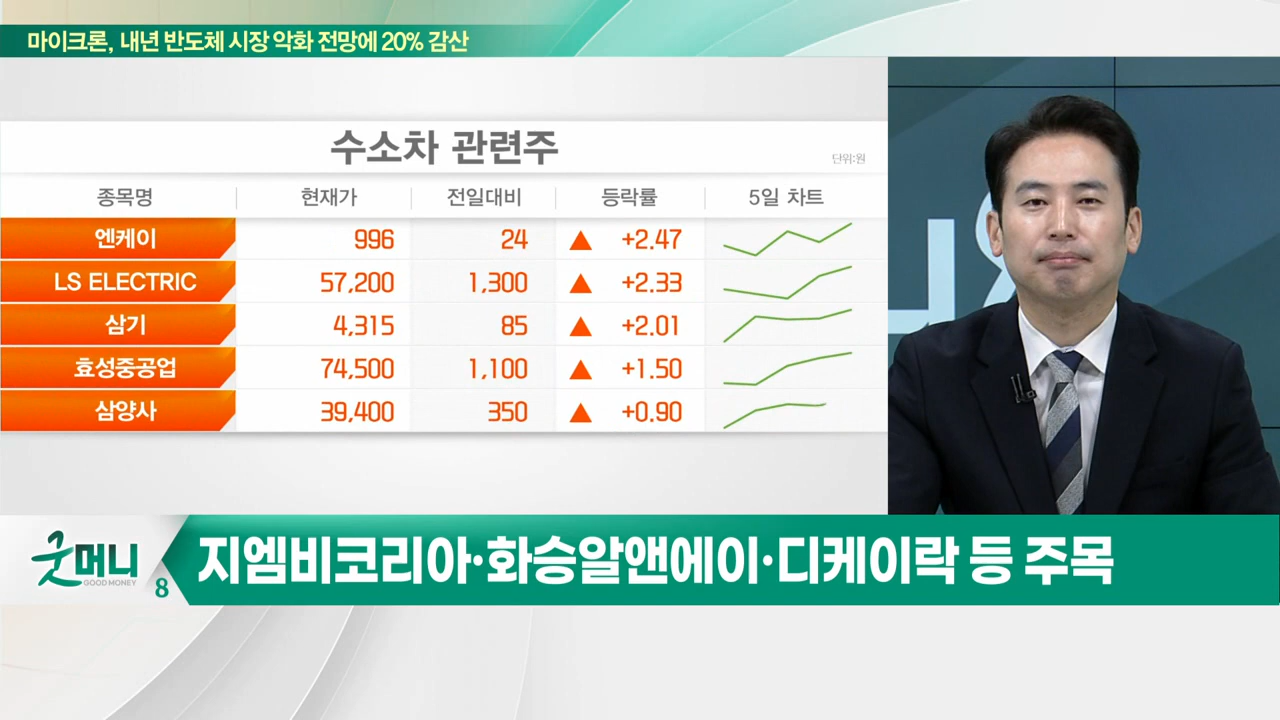 마이크론, 내년 반도체 시장 악화 전망에 20% 감산
수소차 관련주
단위:원
종목명 현재가 전일대비 등락률 5일 차트
엔케이 996 24 ▲ +2.47
LS ELECTRIC 57,200 1,300 ▲ +2.33
삼기 4,315 85 ▲ +2.01
효성중공업 74,500 1,100 ▲ +1.50
삼양사 39,400 350 ▲ +0.90
굿머니
GOOD MONEY
8
지엠비코리아·화승알앤에이·디케이락 등 주목